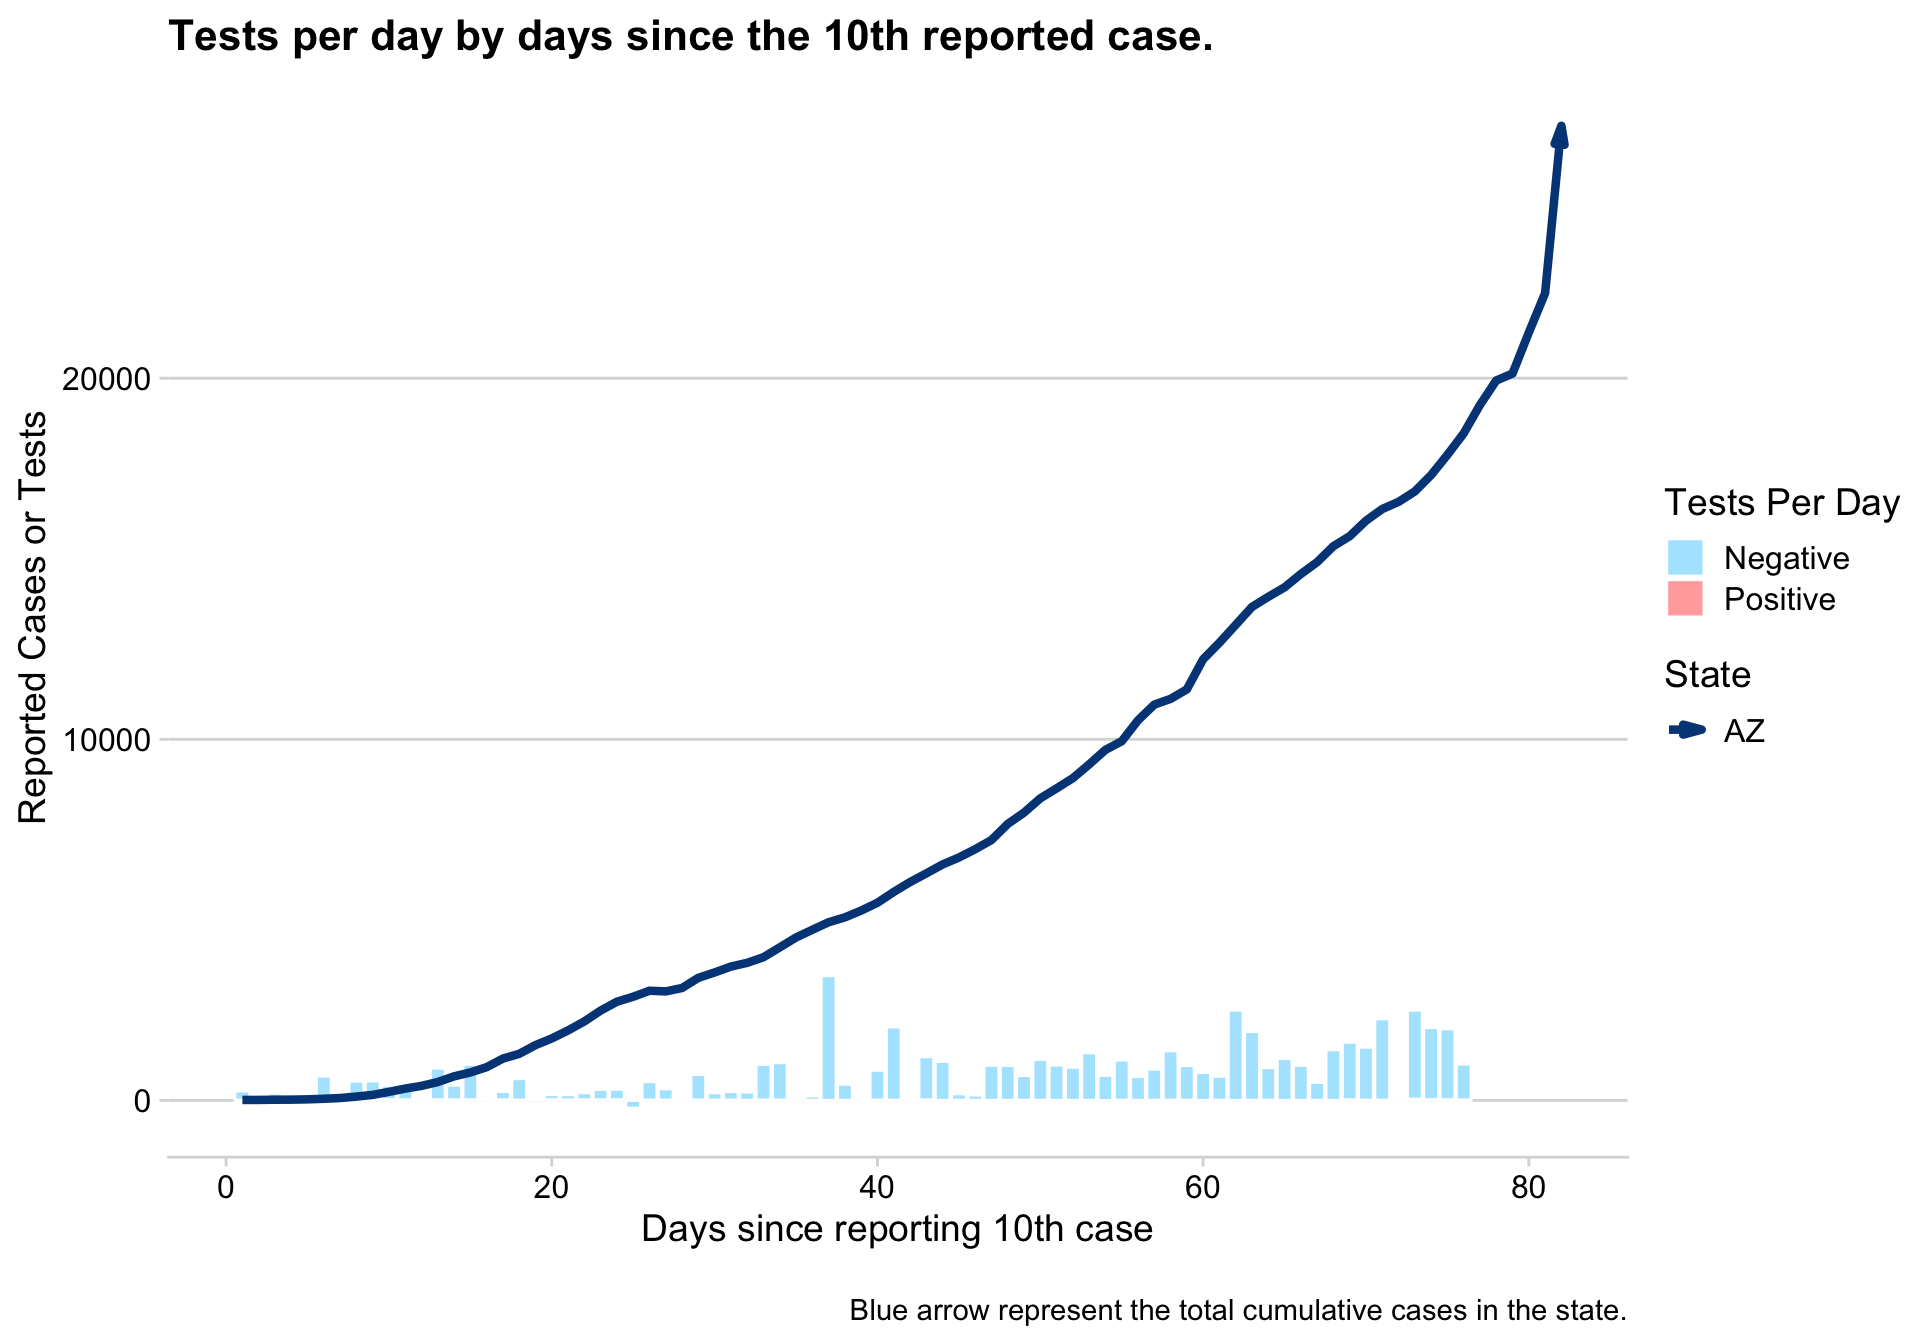 Tests per day by days since the 10th reported case.
20000
10000
0
Reported Cases or Tests
0 20 40 60 80
Days since reporting 10th case
Tests Per Day
Negative
Positive
State
AZ
Blue arrow represent the total cumulative cases in the state.